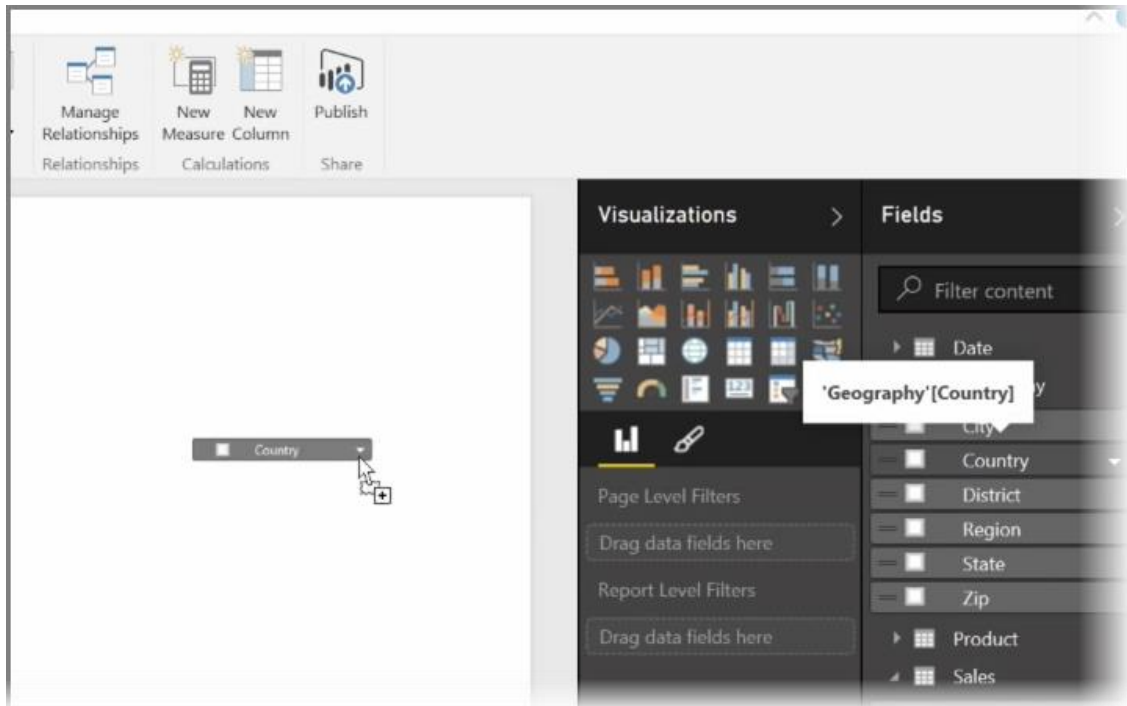 Manage
Relationships
New
Measure
New
Column
Publish
Relationships
Calculations
Share
Country
Visualizations
Page Level Filters
Drag data fields here
Report Level Filters
Drag data fields here
Fields
Filter content
Date
'Geography'[Country]
City
Country
District
Region
State
Zip
Product
Sales